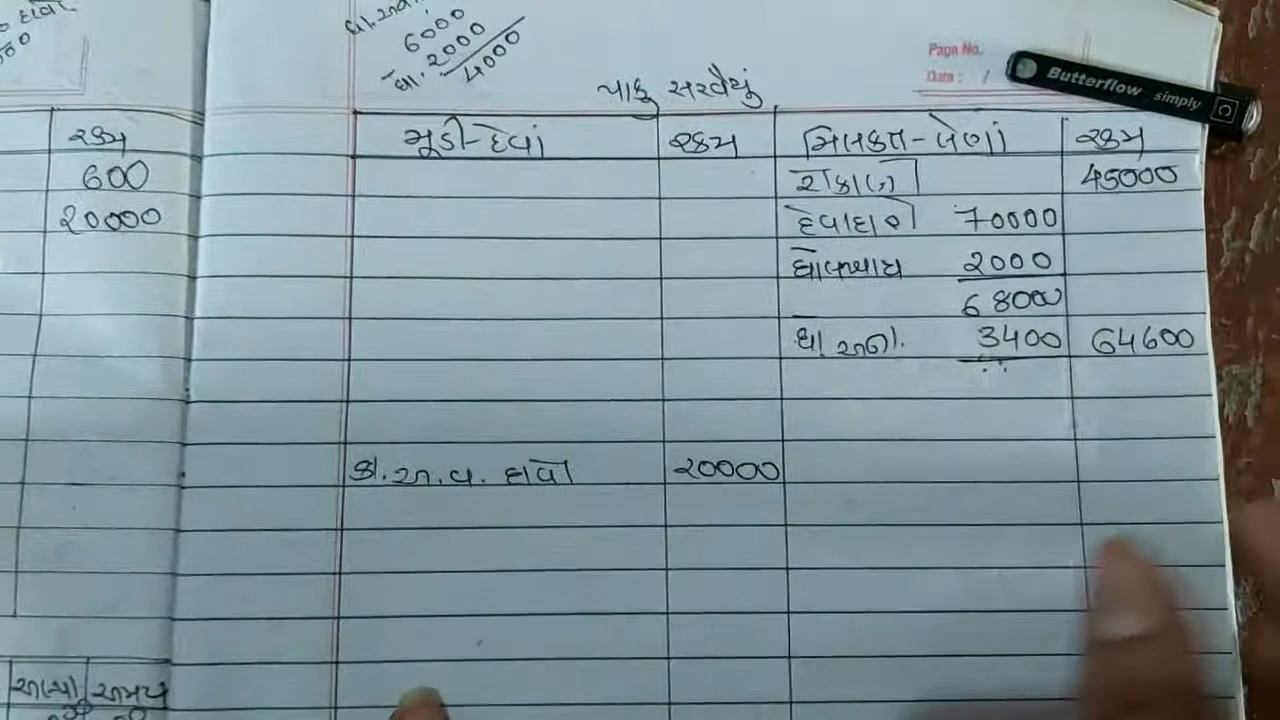 6000
2000
4000
Page No.
Date : /
Butterflow simply
પાકુ સરવૈયું
રકમ
મૂડી-દેવાં રકમ મિલકત-લેણાં રકમ
600
રોકાણ 45000
20000
દેવાદારો 70000
ઘાલખાધ 2000
68000
ઘા.અના. 3400 64600
કા.અ.વ. દાવો 20000